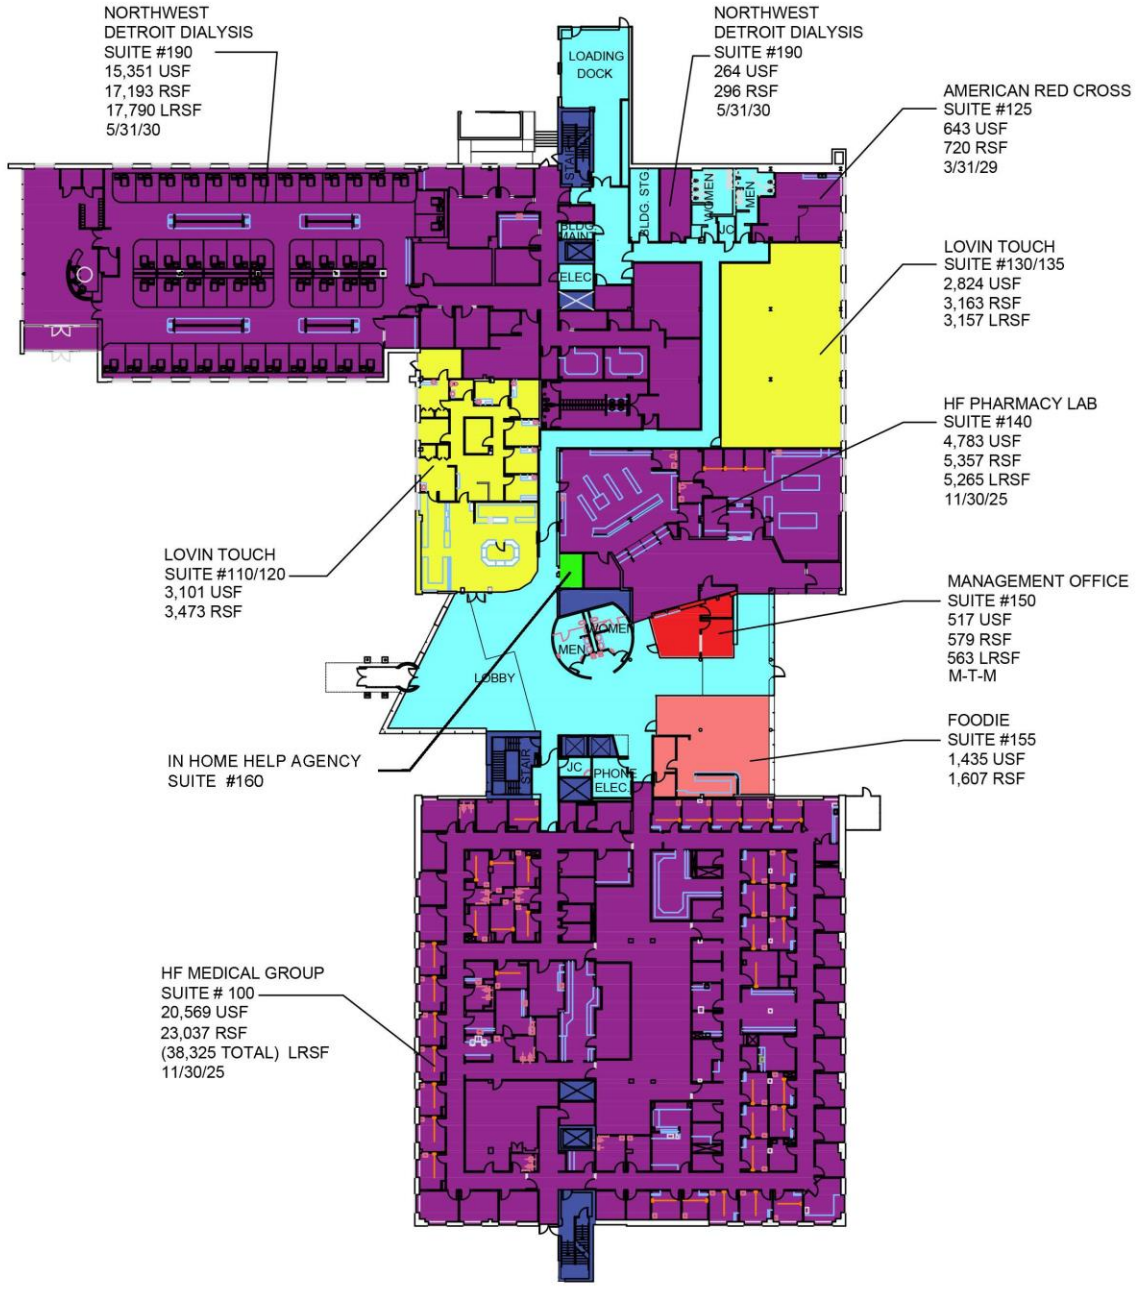 NORTHWEST
DETROIT DIALYSIS
SUITE #190
15,351 USF
17,193 RSF
17,790 LRSF
5/31/30
NORTHWEST
DETROIT DIALYSIS
SUITE #190
264 USF
296 RSF
5/31/30
AMERICAN RED CROSS
SUITE #125
643 USF
720 RSF
3/31/29
LOADING
DOCK
STAIR
BLDG. STG.
WOMEN
MEN
JC
BLDG.
MAINT.
ELEC.
LOVIN TOUCH
SUITE #130/135
2,824 USF
3,163 RSF
3,157 LRSF
HF PHARMACY LAB
SUITE #140
4,783 USF
5,357 RSF
5,265 LRSF
11/30/25
LOVIN TOUCH
SUITE #110/120
3,101 USF
3,473 RSF
MANAGEMENT OFFICE
SUITE #150
517 USF
579 RSF
563 LRSF
M-T-M
WOMEN
MEN
LOBBY
FOODIE
SUITE #155
1,435 USF
1,607 RSF
IN HOME HELP AGENCY
SUITE #160
STAIR
JC
PHONE
ELEC.
HF MEDICAL GROUP
SUITE # 100
20,569 USF
23,037 RSF
(38,325 TOTAL) LRSF
11/30/25